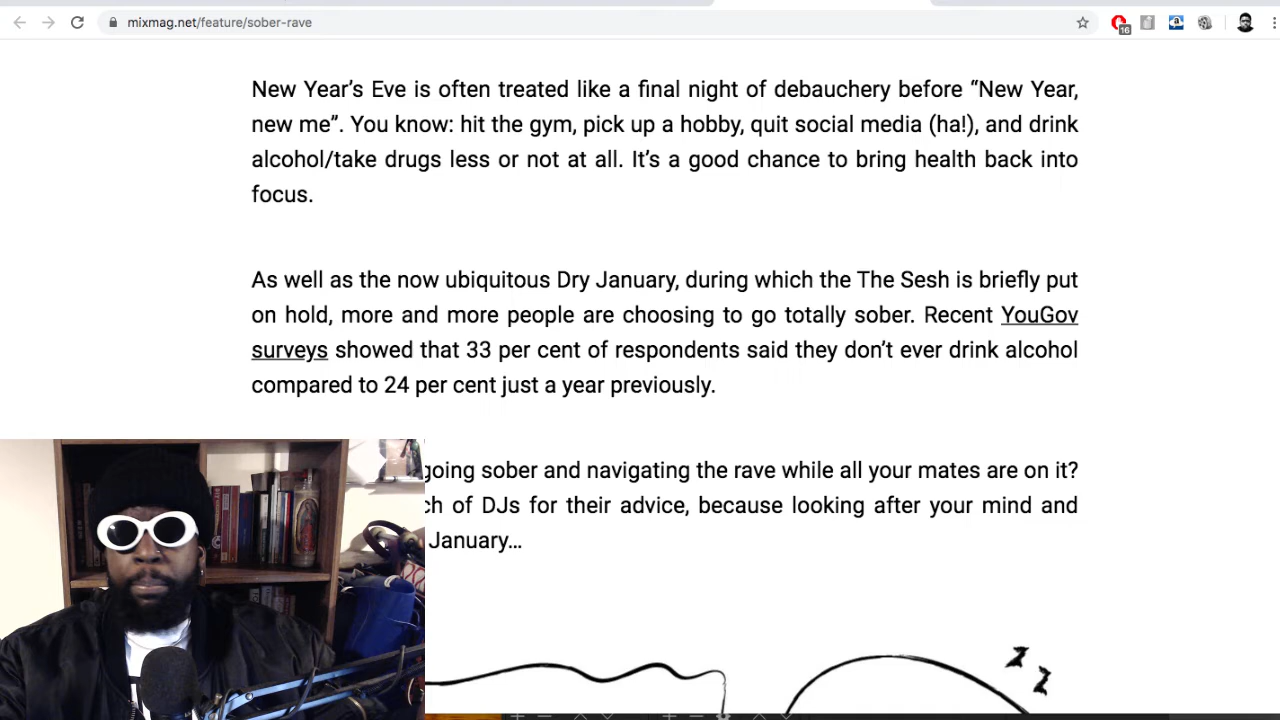 mixmag.net/feature/sober-rave
16
New Year’s Eve is often treated like a final night of debauchery before “New Year,
new me”. You know: hit the gym, pick up a hobby, quit social media (ha!), and drink
alcohol/take drugs less or not at all. It’s a good chance to bring health back into
focus.
As well as the now ubiquitous Dry January, during which the The Sesh is briefly put
on hold, more and more people are choosing to go totally sober. Recent YouGov
surveys showed that 33 per cent of respondents said they don’t ever drink alcohol
compared to 24 per cent just a year previously.
going sober and navigating the rave while all your mates are on it?
of DJs for their advice, because looking after your mind and
January…
z
z